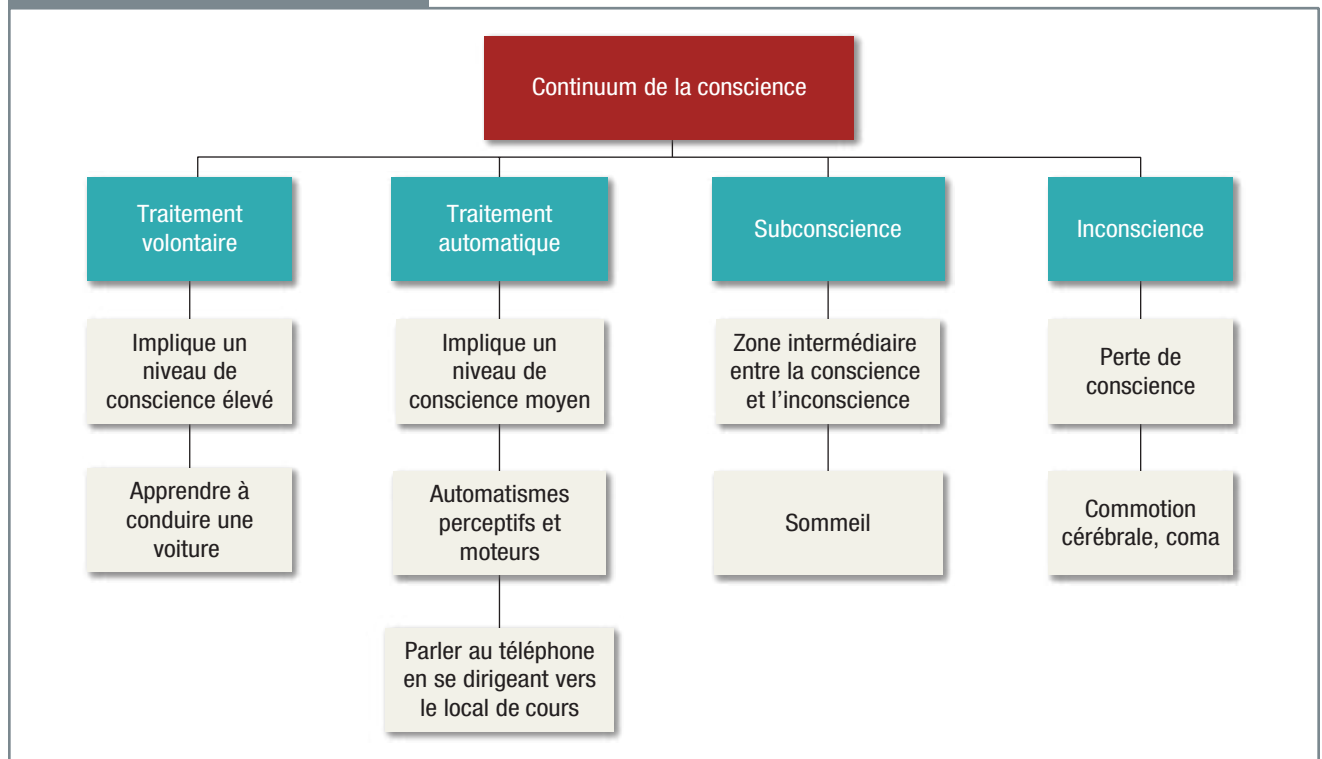 Continuum de la conscience
Traitement
volontaire
Traitement
automatique
Subconscience
Inconscience
Implique un
niveau de
conscience élevé
Implique un
niveau de
conscience moyen
Zone intermédiaire
entre la conscience
et l'inconscience
Perte de
conscience
Apprendre à
conduire une
voiture
Automatismes
perceptifs et
moteurs
Sommeil
Commotion
cérébrale, coma
Parler au téléphone
en se dirigeant vers
le local de cours